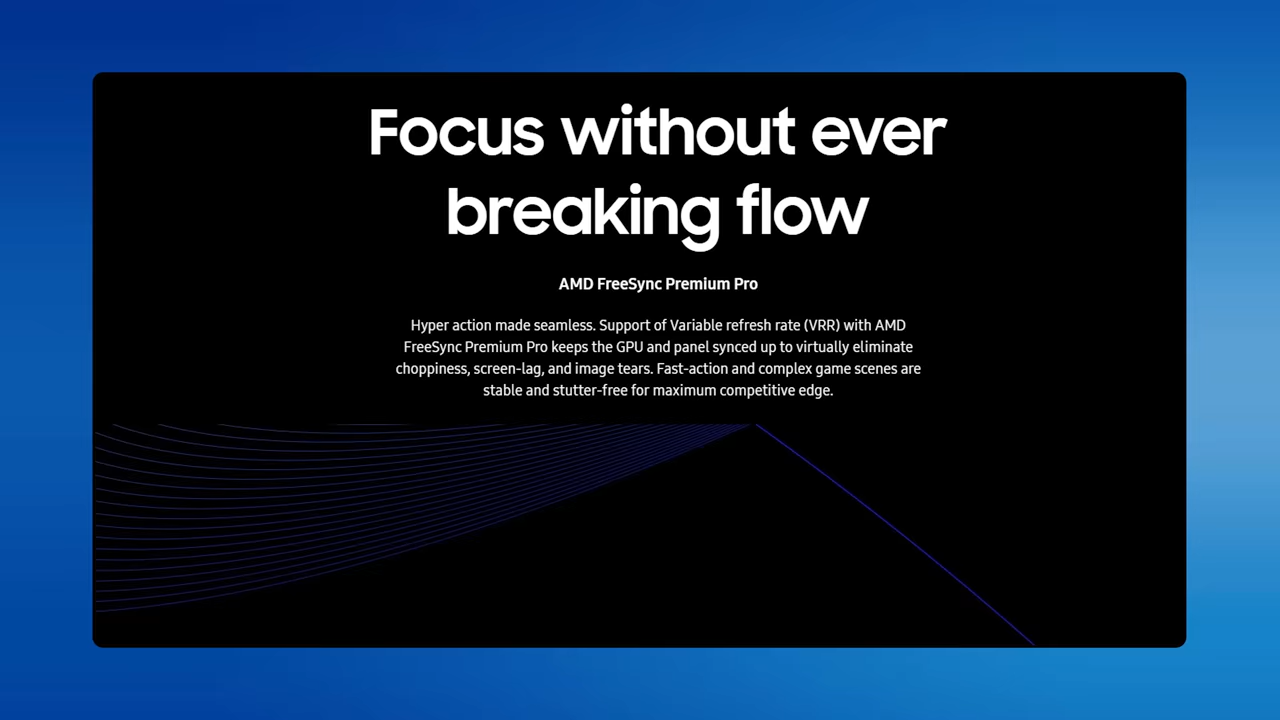 Focus without ever
breaking flow
AMD FreeSync Premium Pro
Hyper action made seamless. Support of Variable refresh rate (VRR) with AMD
FreeSync Premium Pro keeps the GPU and panel synced up to virtually eliminate
choppiness, screen-lag, and image tears. Fast-action and complex game scenes are
stable and stutter-free for maximum competitive edge.